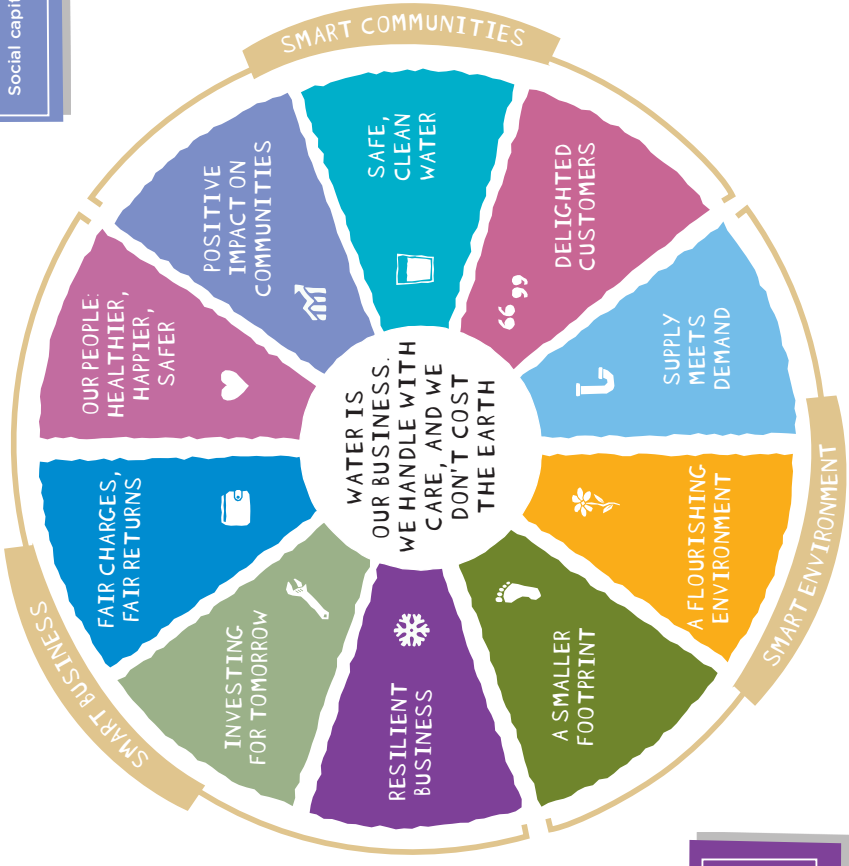 Social capit
SMART COMMUNITIES
POSITIVE
IMPACT ON
COMMUNITIES
SAFE,
CLEAN
WATER
DELIGHTED
CUSTOMERS
SUPPLY
MEETS
DEMAND
A FLOURISHING
ENVIRONMENT
SMART ENVIRONMENT
A SMALLER
FOOTPRINT
RESILIENT
BUSINESS
INVESTING
FOR TOMORROW
SMART BUSINESS
FAIR CHARGES,
FAIR RETURNS
OUR PEOPLE:
HEALTHIER,
HAPPIER,
SAFER
WATER IS
OUR BUSINESS.
WE HANDLE WITH
CARE, AND WE
DON'T COST
THE EARTH